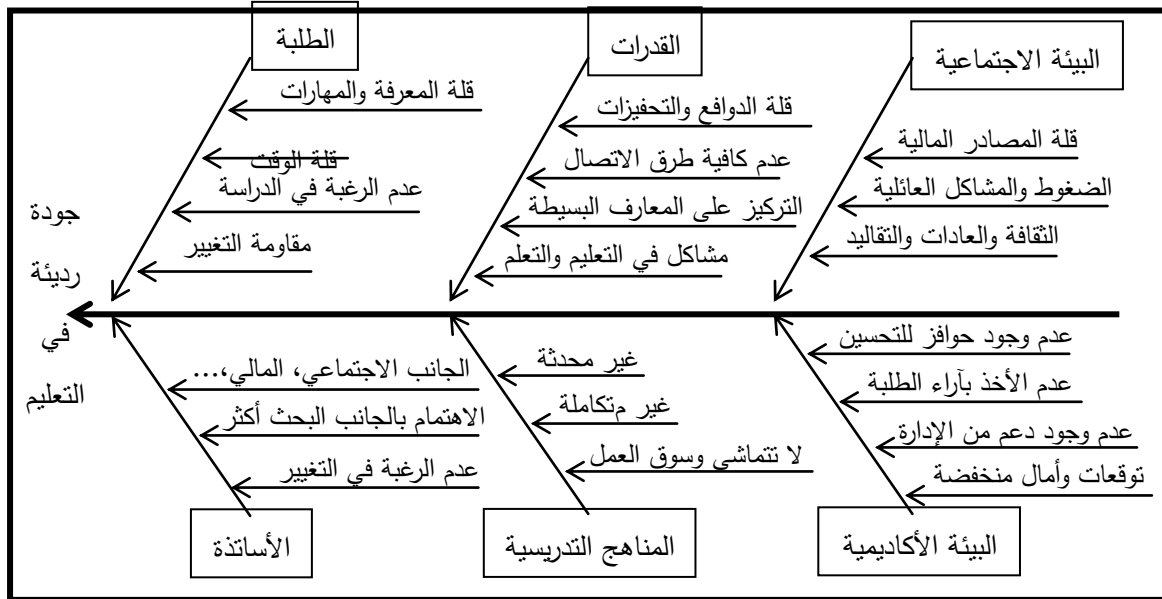 البيئة الاجتماعية
قلة المصادر المالية
الضغوط والمشاكل العائلية
الثقافة والعادات والتقاليد
القدرات
قلة الدوافع والتحفيزات
عدم كافية طرق الاتصال
التركيز على المعارف البسيطة
مشاكل في التعليم والتعلم
الطلبة
قلة المعرفة والمهارات
قلة الوقت
عدم الرغبة في الدراسة
مقاومة التغيير
جودة
رديئة
في
التعليم
عدم وجود حوافز للتحسين
عدم الأخذ بآراء الطلبة
عدم وجود دعم من الإدارة
توقعات وأمال منخفضة
البيئة الأكاديمية
غير محدثة
غير متكاملة
لا تتماشى وسوق العمل
المناهج التدريسية
الجانب الاجتماعي، المالي،...
الاهتمام بالجانب البحث أكثر
عدم الرغبة في التغيير
الأساتذة